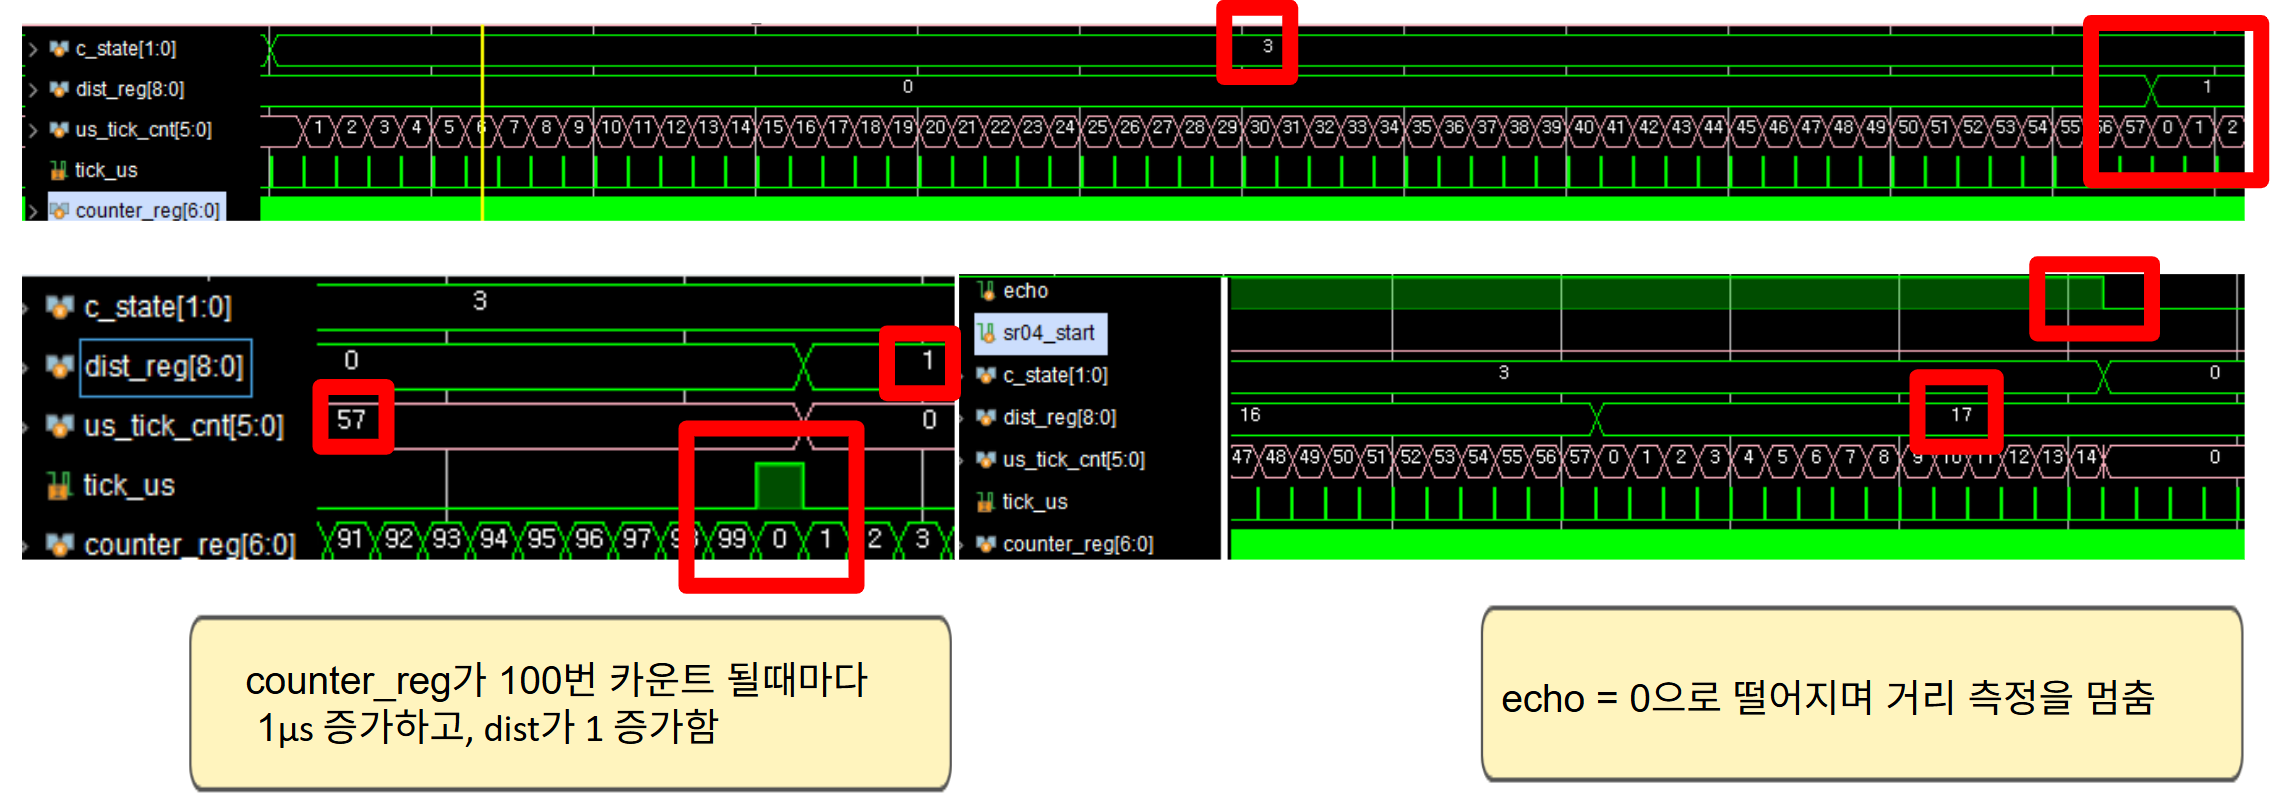 c_state[1:0] 3
dist_reg[8:0] 0 1
us_tick_cnt[5:0] 1 2 3 4 5 6 7 8 9 10 11 12 13 14 15 16 17 18 19 20 21 22 23 24 25 26 27 28 29 30 31 32 33 34 35 36 37 38 39 40 41 42 43 44 45 46 47 48 49 50 51 52 53 54 55 56 57 0 1 2
tick_us
counter_reg[6:0]
c_state[1:0] 3
dist_reg[8:0] 0 1
us_tick_cnt[5:0] 57 0
tick_us
counter_reg[6:0] 91 92 93 94 95 96 97 98 99 0 1 2 3
echo
sr04_start
c_state[1:0] 3 0
dist_reg[8:0] 16 17
us_tick_cnt[5:0] 47 48 49 50 51 52 53 54 55 56 57 0 1 2 3 4 5 6 7 8 9 10 11 12 13 14 0
tick_us
counter_reg[6:0]
counter_reg가 100번 카운트 될때마다
1μs 증가하고, dist가 1 증가함
echo = 0으로 떨어지며 거리 측정을 멈춤